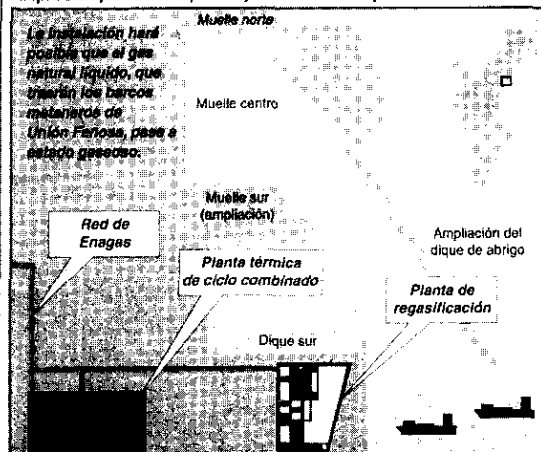 Muelle norte
La instalación hará
posible que el gas
natural líquido, que
traerán los barcos
metaneros de
Unión Fenosa, pase a
estado gaseoso.
Muelle centro
Muelle sur
(ampliación)
Red de
Enagas
Ampliación del
dique de abrigo
Planta térmica
de ciclo combinado
Planta de
regasificación
Dique sur